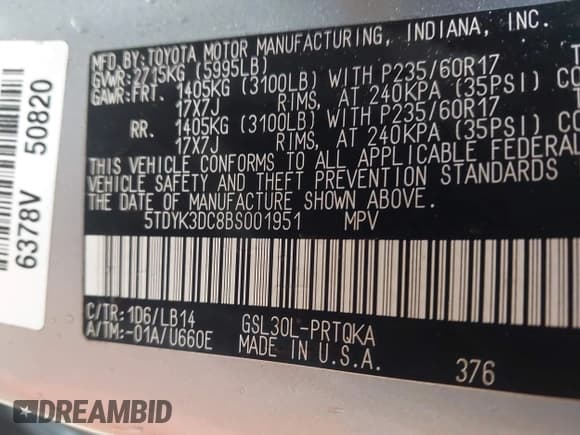 MFD.BY:TOYOTA MOTOR MANUFACTURING, INDIANA, INC.
GVWR:2715KG (5995LB)
GAWR:FRT. 1405KG (3100LB) WITH P235/60R17
17X7J RIMS, AT 240KPA (35PSI) CO
RR. 1405KG (3100LB) WITH P235/60R17
17X7J RIMS, AT 240KPA (35PSI) CO
THIS VEHICLE CONFORMS TO ALL APPLICABLE FEDERAL
VEHICLE SAFETY AND THEFT PREVENTION STANDARDS
THE DATE OF MANUFACTURE SHOWN ABOVE.
5TDYK3DC8BS001951 MPV
C/TR:1D6/LB14 GSL30L-PRTQKA
A/TM:-01A/U660E MADE IN U.S.A. 376
6378V 50820
DREAMBID